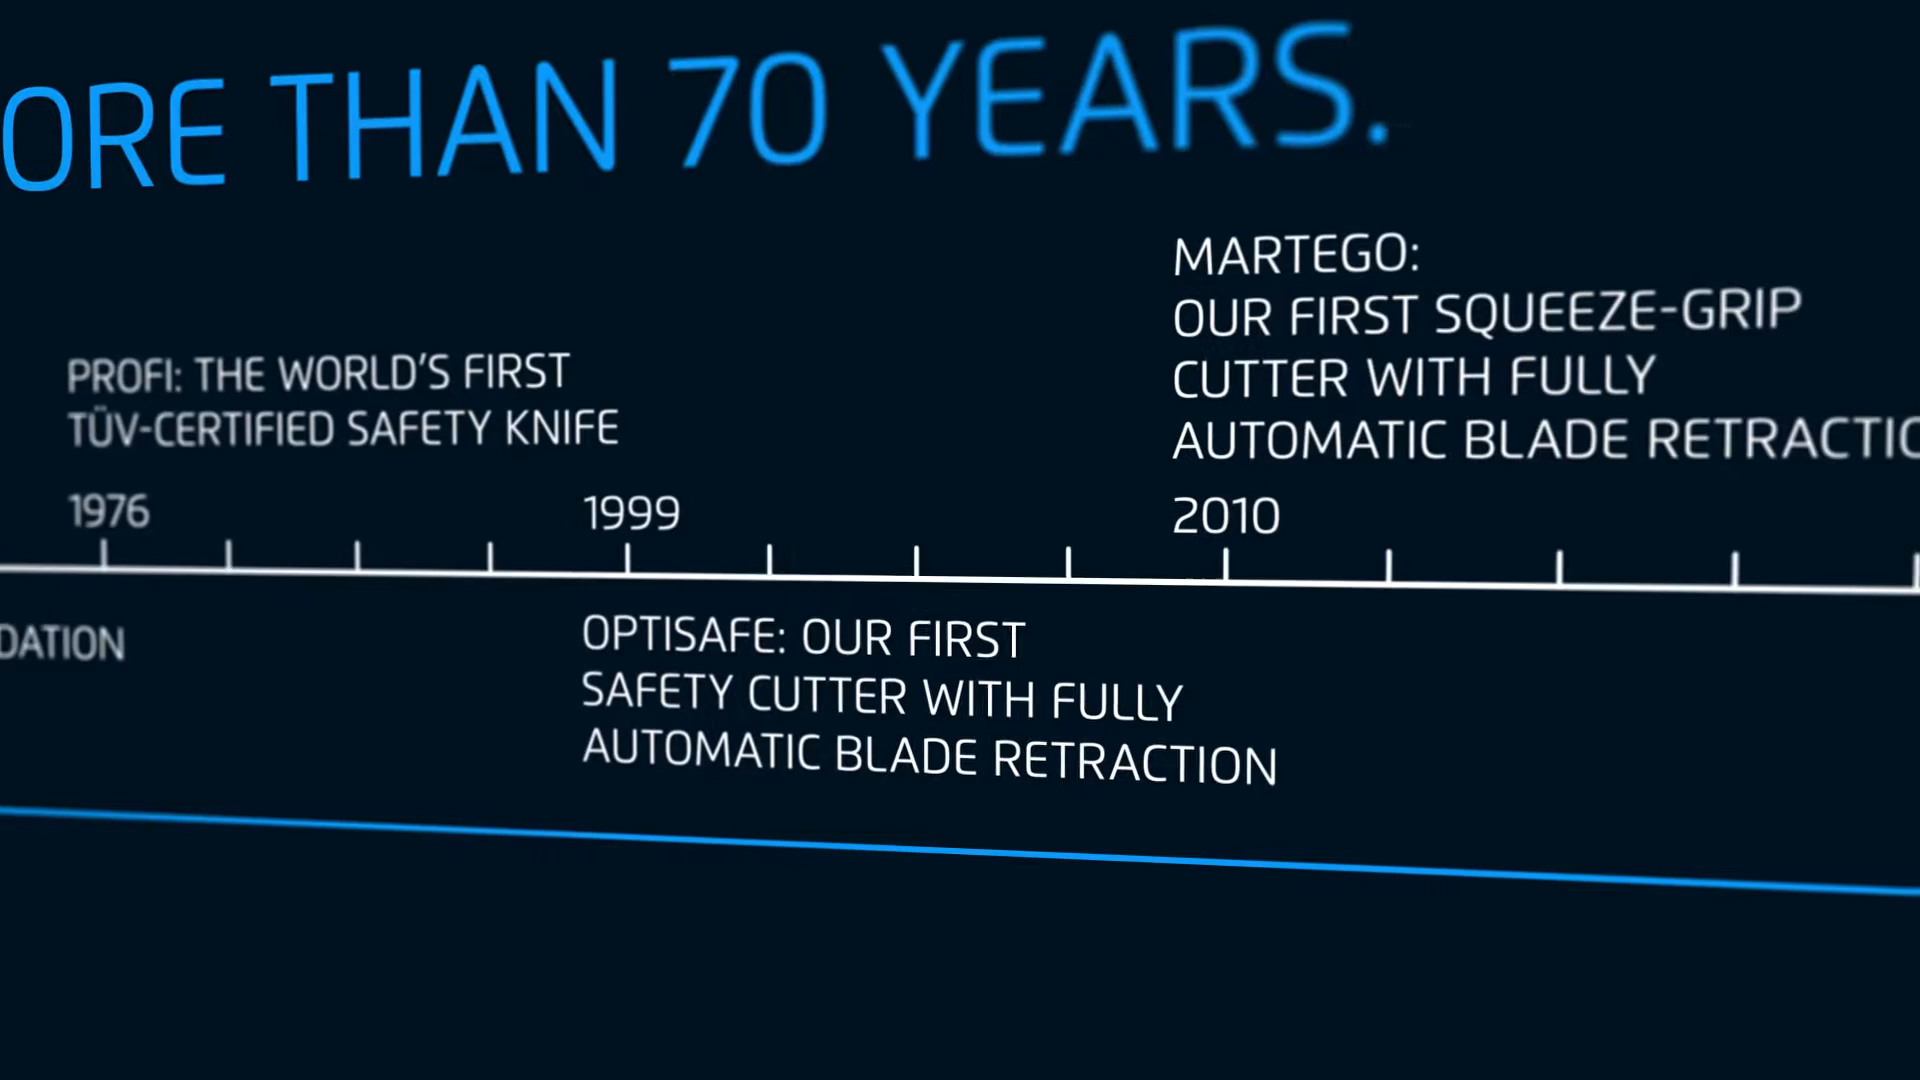 ORE THAN 70 YEARS.
MARTEGO:
OUR FIRST SQUEEZE-GRIP
CUTTER WITH FULLY
AUTOMATIC BLADE RETRACTIO
PROFI: THE WORLD'S FIRST
TÜV-CERTIFIED SAFETY KNIFE
1976
1999
2010
DATION
OPTISAFE: OUR FIRST
SAFETY CUTTER WITH FULLY
AUTOMATIC BLADE RETRACTION